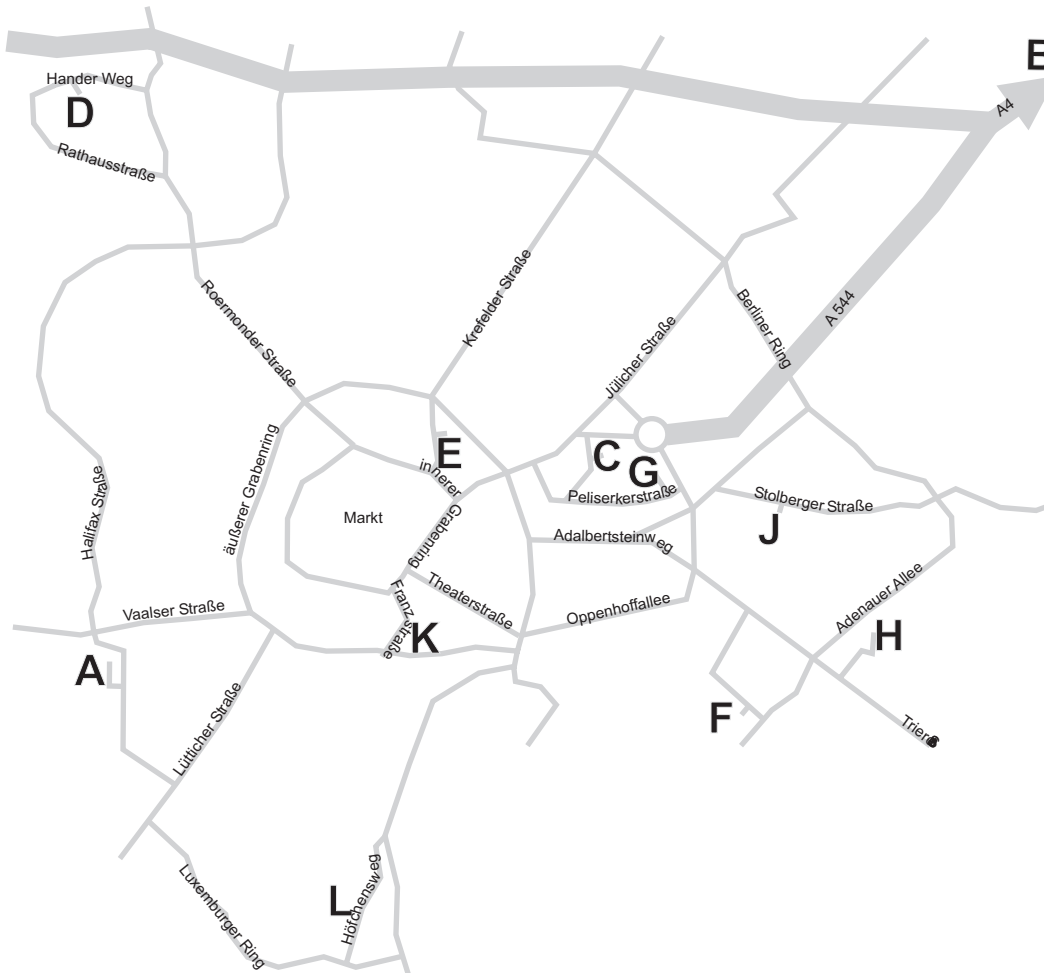 B
A4
Hander Weg
D
Rathausstraße
Roermonder Straße
Krefelder Straße
Jülicher Straße
Berliner Ring
A 544
äußerer Grabenring
E
innerer Grabenring
C
G
Peliserkerstraße
Stolberger Straße
J
Halifax Straße
Markt
Adalbertsteinweg
Franzstraße
Theaterstraße
Oppenhoffallee
Adenauer Allee
Vaalser Straße
K
H
A
Lütticher Straße
F
Luxemburger Ring
L
Höfchensweg